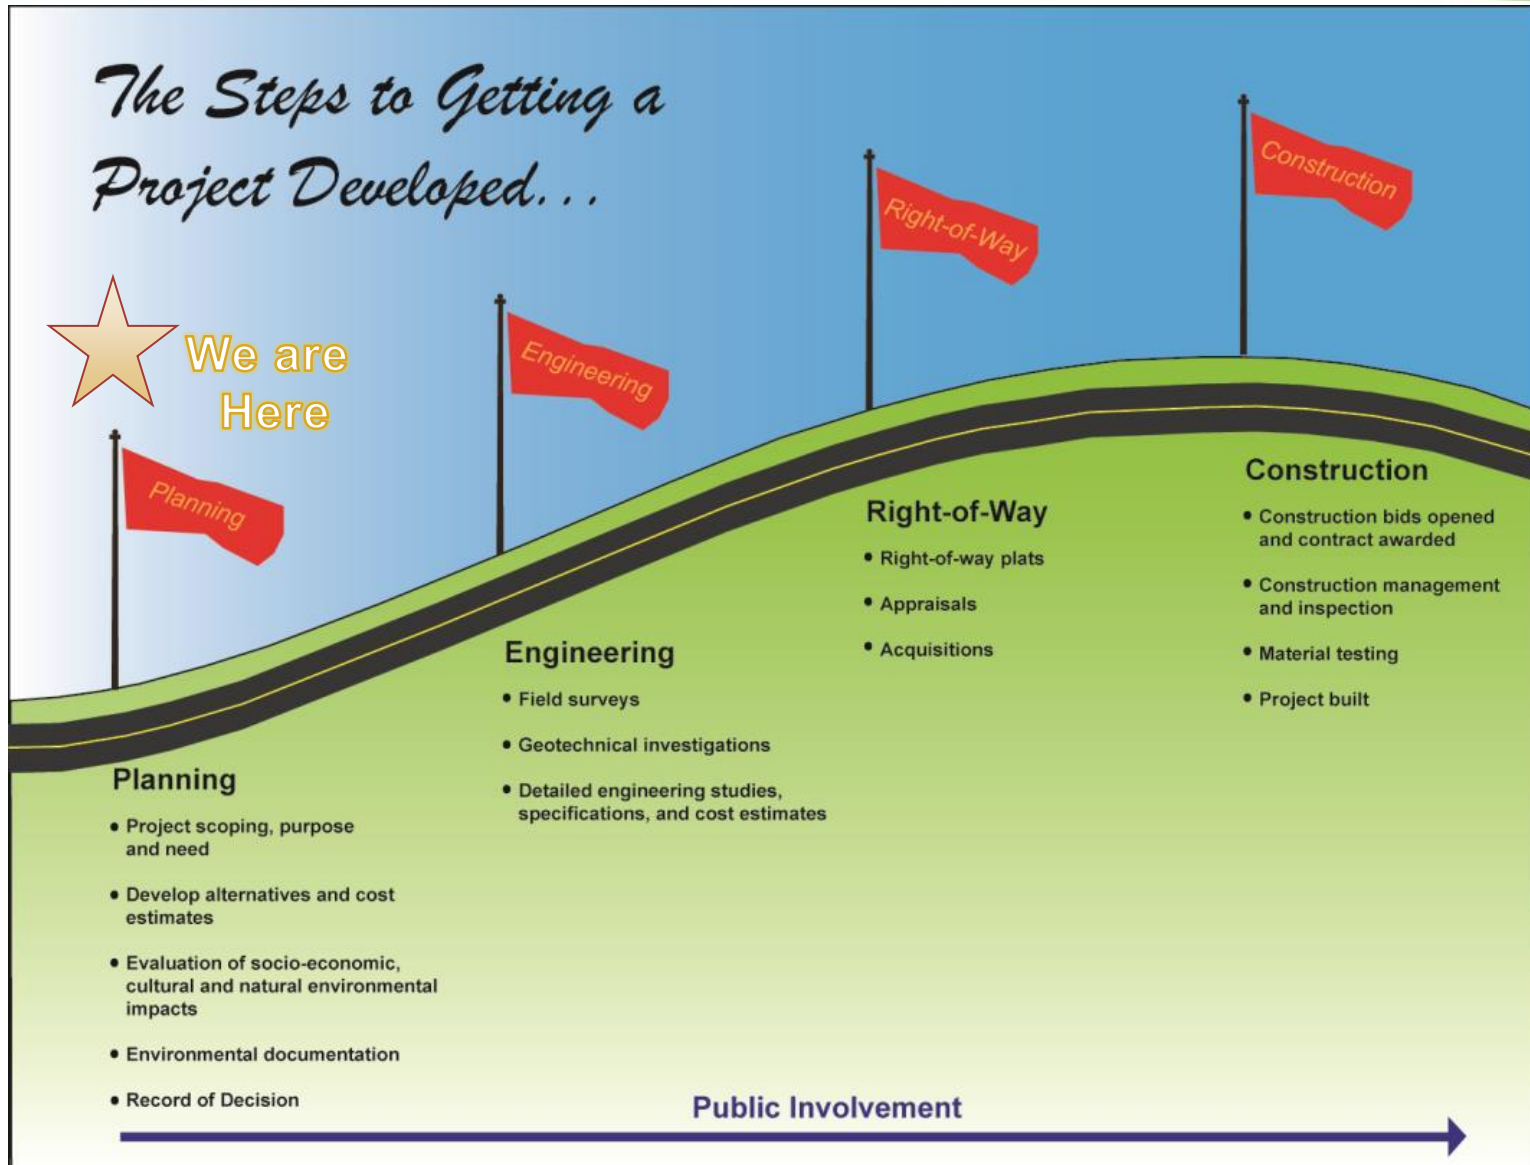 The Steps to Getting a
Project Developed...
We are
Here
Planning
Engineering
Right-of-Way
Construction
Planning
• Project scoping, purpose
and need
• Develop alternatives and cost
estimates
• Evaluation of socio-economic,
cultural and natural environmental
impacts
• Environmental documentation
• Record of Decision
Engineering
• Field surveys
• Geotechnical investigations
• Detailed engineering studies,
specifications, and cost estimates
Right-of-Way
• Right-of-way plats
• Appraisals
• Acquisitions
Construction
• Construction bids opened
and contract awarded
• Construction management
and inspection
• Material testing
• Project built
Public Involvement